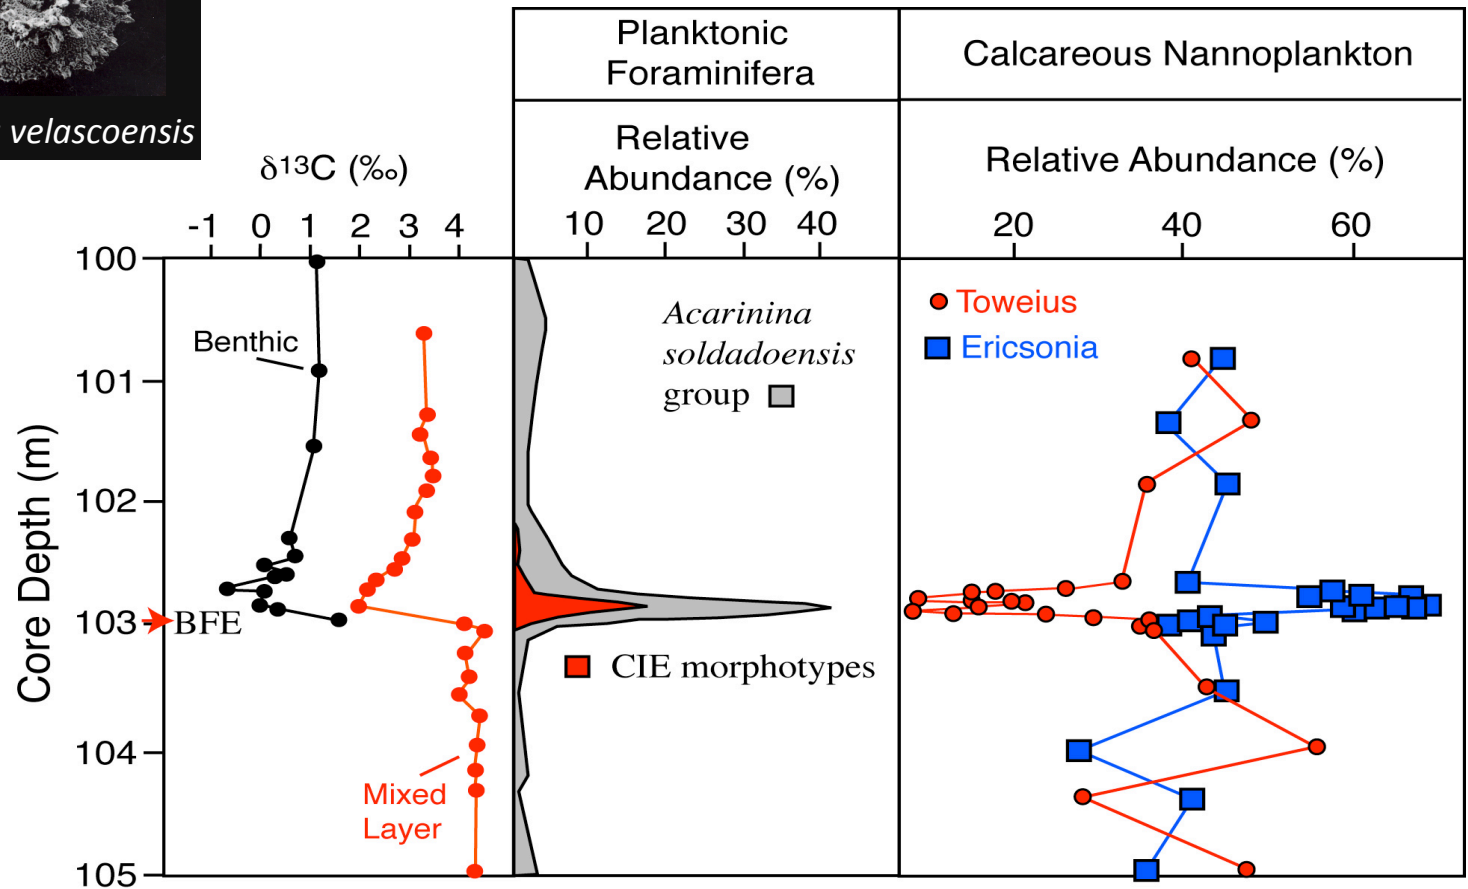 velascoensis
δ13C (‰)
-1 0 1 2 3 4
Planktonic
Foraminifera
Relative
Abundance (%)
10 20 30 40
Calcareous Nannoplankton
Relative Abundance (%)
20 40 60
Core Depth (m)
100
101
102
103
104
105
BFE
Benthic
Mixed
Layer
Acarinina
soldadoensis
group
CIE morphotypes
Toweius
Ericsonia